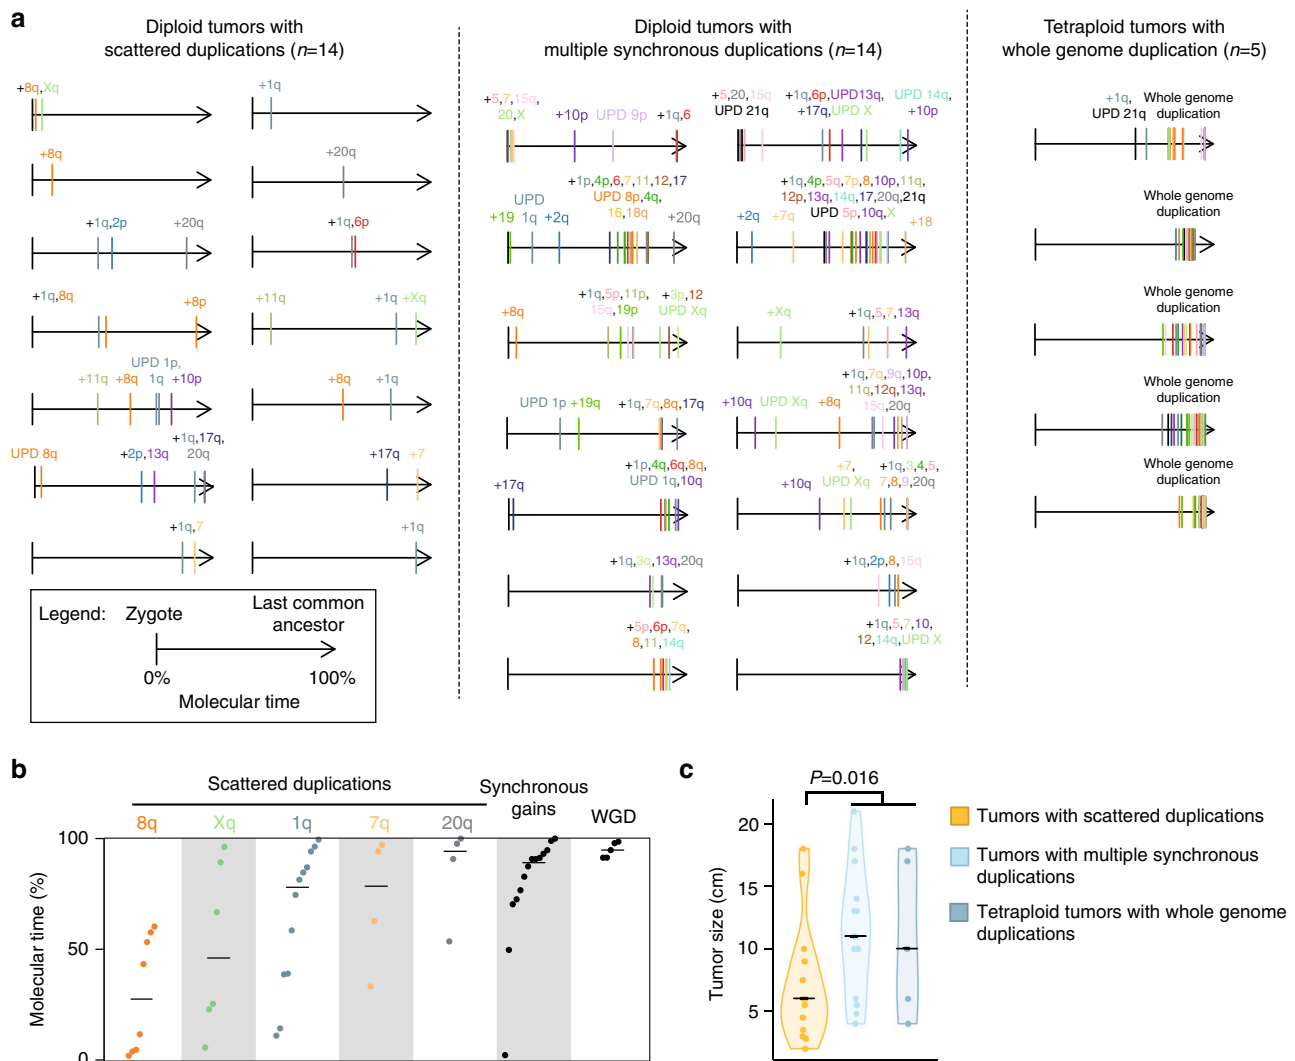 a
Diploid tumors with
scattered duplications (n=14)
Diploid tumors with
multiple synchronous duplications (n=14)
Tetraploid tumors with
whole genome duplication (n=5)
+8q,Xq
+1q
+8q
+20q
+1q,2p
+20q
+1q,6p
+1q,8q
+8p
+11q
+1q
+Xq
UPD 1p,
+11q
+8q
1q
+10p
+8q
+1q
+1q,17q,
UPD 8q
+2p,13q
20q
+17q
+7
+1q,7
+1q
Legend:
Zygote
Last common
ancestor
0%
100%
Molecular time
+5,7,15q,
20,X
+10p
UPD 9p
+1q,6
+5,20,15q
UPD 21q
+1q,6p,UPD13q,
+17q,UPD X
UPD 14q,
+10p
+1p,4p,6,7,11,12,17
UPD 8p,4q,
16,18q
+19
UPD
1q
+2q
+20q
+1q,4p,5q,7p,8,10p,11q,
12p,13q,14q,17,20q,21q
UPD 5p,10q,X
+2q
+7q
+18
+8q
+1q,5p,11p,
15q,19p
+3p,12
UPD Xq
+Xq
+1q,5,7,13q
UPD 1p
+19q
+1q,7q,8q,17q
+10q
UPD Xq
+8q
+1q,7q,9q,10p,
11q,12q,13q,
15q,20q
+17q
+1p,4q,6q,8q,
UPD 1q,10q
+10q
+7,
UPD Xq
+1q,3,4,5,
7,8,9,20q
+1q,3q,13q,20q
+1q,2p,8,15q
+5p,6p,7q,
8,11,14q
+1q,5,7,10,
12,14q,UPD X
+1q,
UPD 21q
Whole genome
duplication
Whole genome
duplication
Whole genome
duplication
Whole genome
duplication
Whole genome
duplication
b
Scattered duplications
Synchronous
gains
WGD
8q
Xq
1q
7q
20q
Molecular time (%)
100
50
0
c
P=0.016
Tumor size (cm)
20
15
10
5
Tumors with scattered duplications
Tumors with multiple synchronous
duplications
Tetraploid tumors with whole genome
duplications